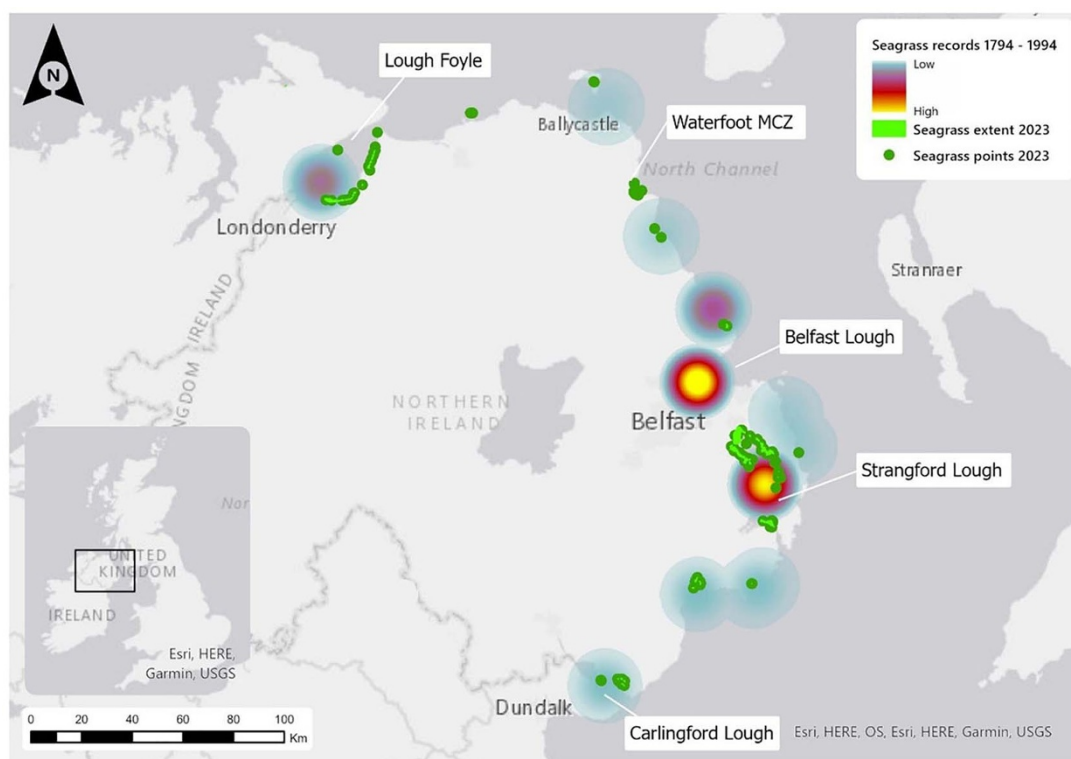 N
Lough Foyle
Ballycastle
Waterfoot MCZ
North Channel
Seagrass records 1794 - 1994
Low
High
Seagrass extent 2023
Seagrass points 2023
Londonderry
Stranraer
IRELAND
KINGDOM
Belfast Lough
NORTHERN
IRELAND
Belfast
Strangford Lough
UNITED
KINGDOM
IRELAND
Esri, HERE,
Garmin, USGS
Dundalk
Carlingford Lough
0 20 40 60 80 100
Km
Esri, HERE, OS, Esri, HERE, Garmin, USGS